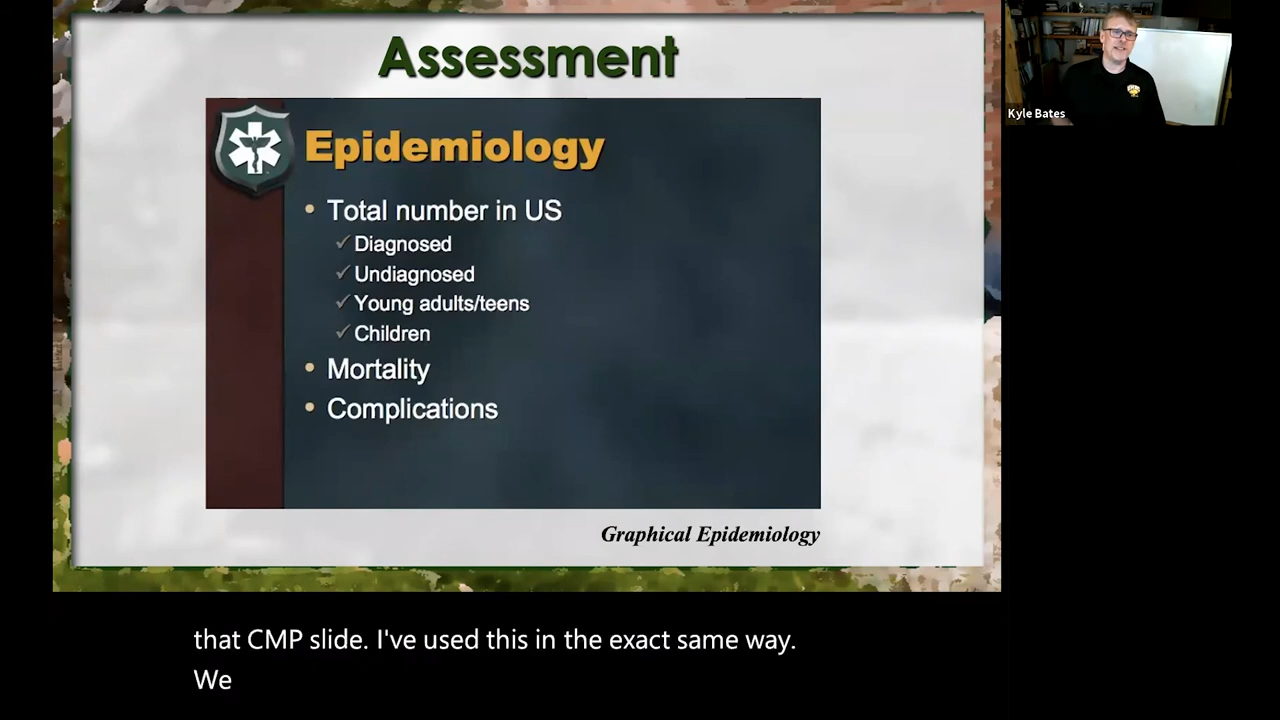 Assessment
Epidemiology
• Total number in US
✓ Diagnosed
✓ Undiagnosed
✓ Young adults/teens
✓ Children
• Mortality
• Complications
Graphical Epidemiology
Kyle Bates
that CMP slide. I've used this in the exact same way.
We